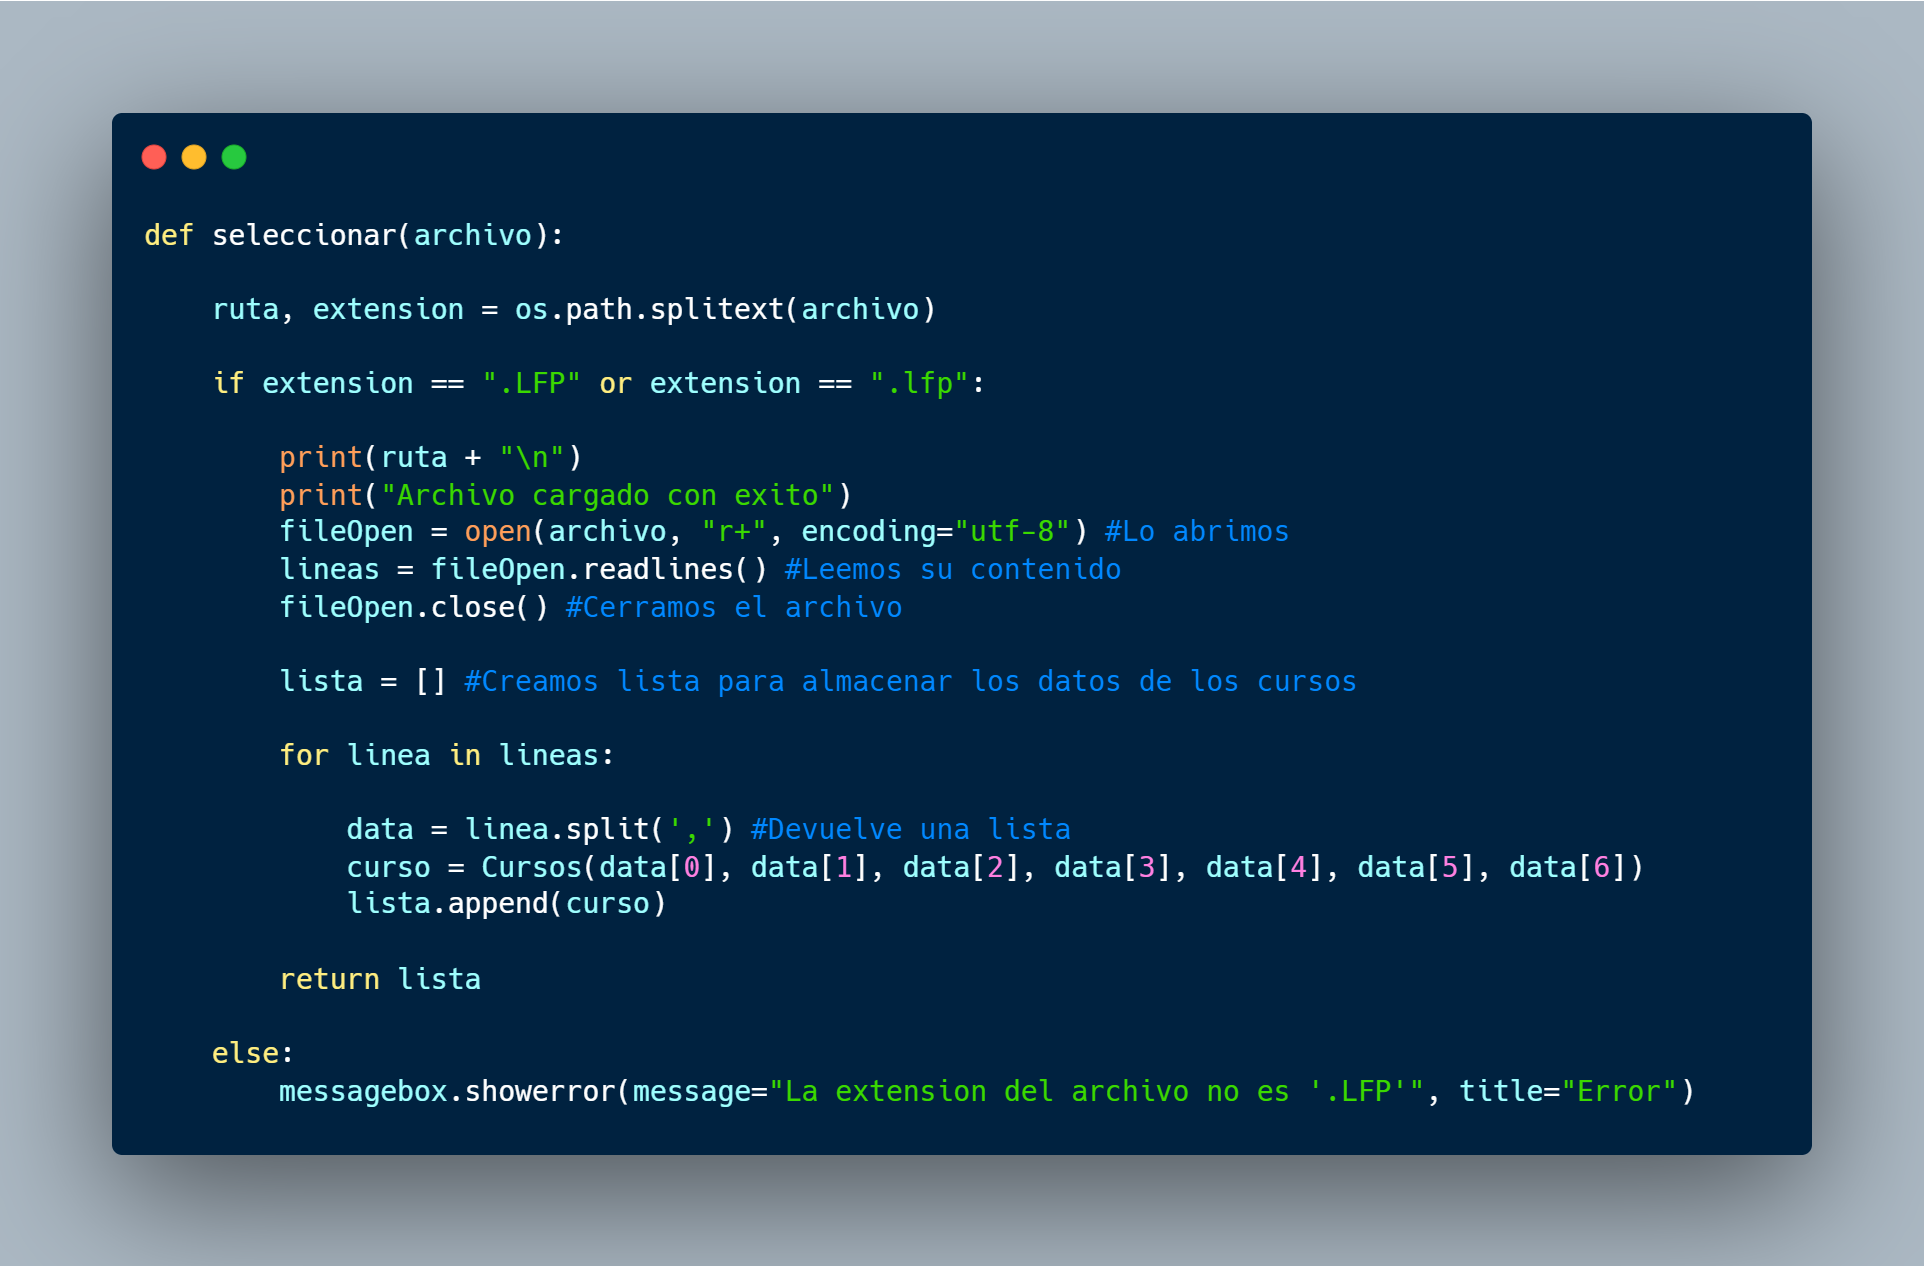 def seleccionar(archivo):
    ruta, extension = os.path.splitext(archivo)
    if extension == ".LFP" or extension == ".lfp":
        print(ruta + "\n")
        print("Archivo cargado con exito")
        fileOpen = open(archivo, "r+", encoding="utf-8") #Lo abrimos
        lineas = fileOpen.readlines() #Leemos su contenido
        fileOpen.close() #Cerramos el archivo
        lista = [] #Creamos lista para almacenar los datos de los cursos
        for linea in lineas:
            data = linea.split(',') #Devuelve una lista
            curso = Cursos(data[0], data[1], data[2], data[3], data[4], data[5], data[6])
            lista.append(curso)
        return lista
    else:
        messagebox.showerror(message="La extension del archivo no es '.LFP'", title="Error")